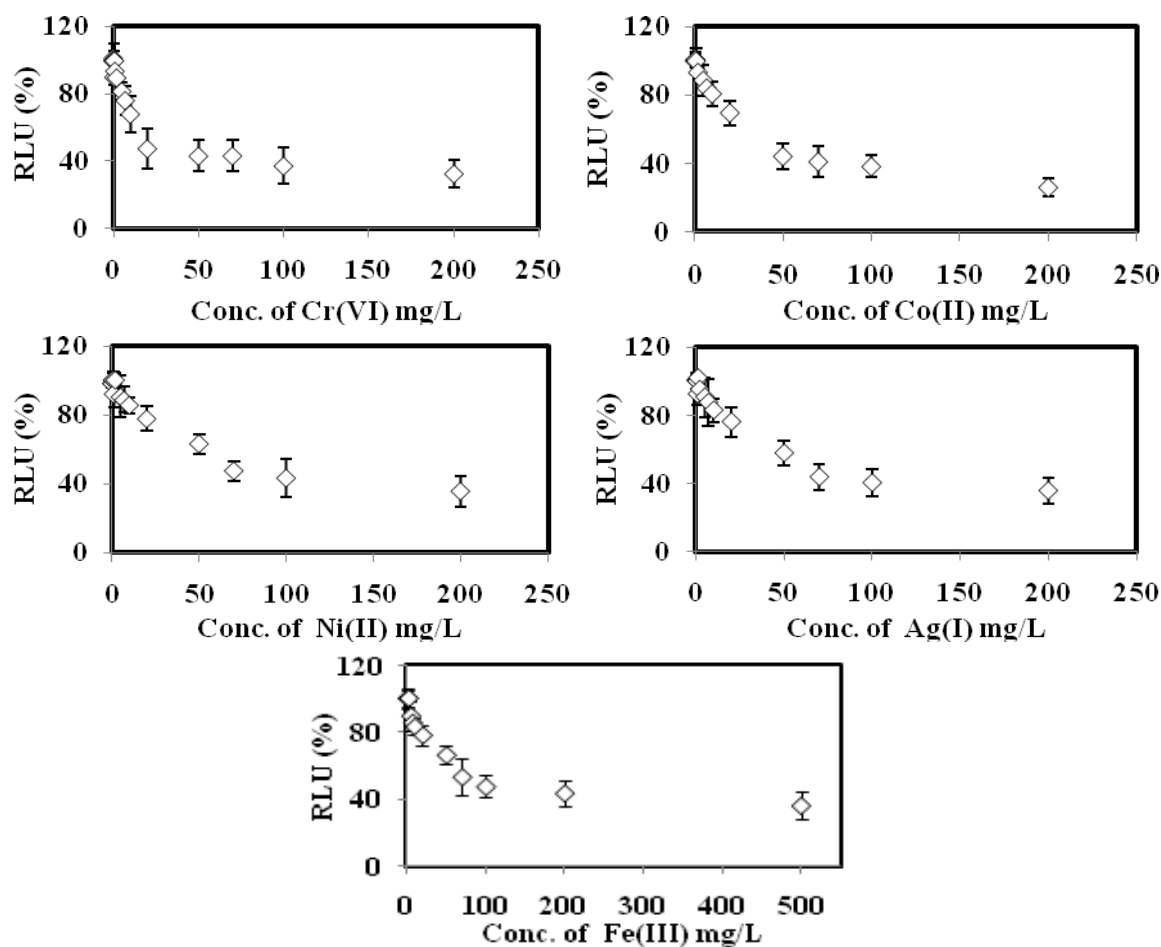 120
80
40
0
RLU (%)
0 50 100 150 200 250
Conc. of Cr(VI) mg/L
120
80
40
0
RLU (%)
0 50 100 150 200 250
Conc. of Co(II) mg/L
120
80
40
0
RLU (%)
0 50 100 150 200 250
Conc. of Ni(II) mg/L
120
80
40
0
RLU (%)
0 50 100 150 200 250
Conc. of Ag(I) mg/L
120
80
40
0
RLU (%)
0 100 200 300 400 500
Conc. of Fe(III) mg/L